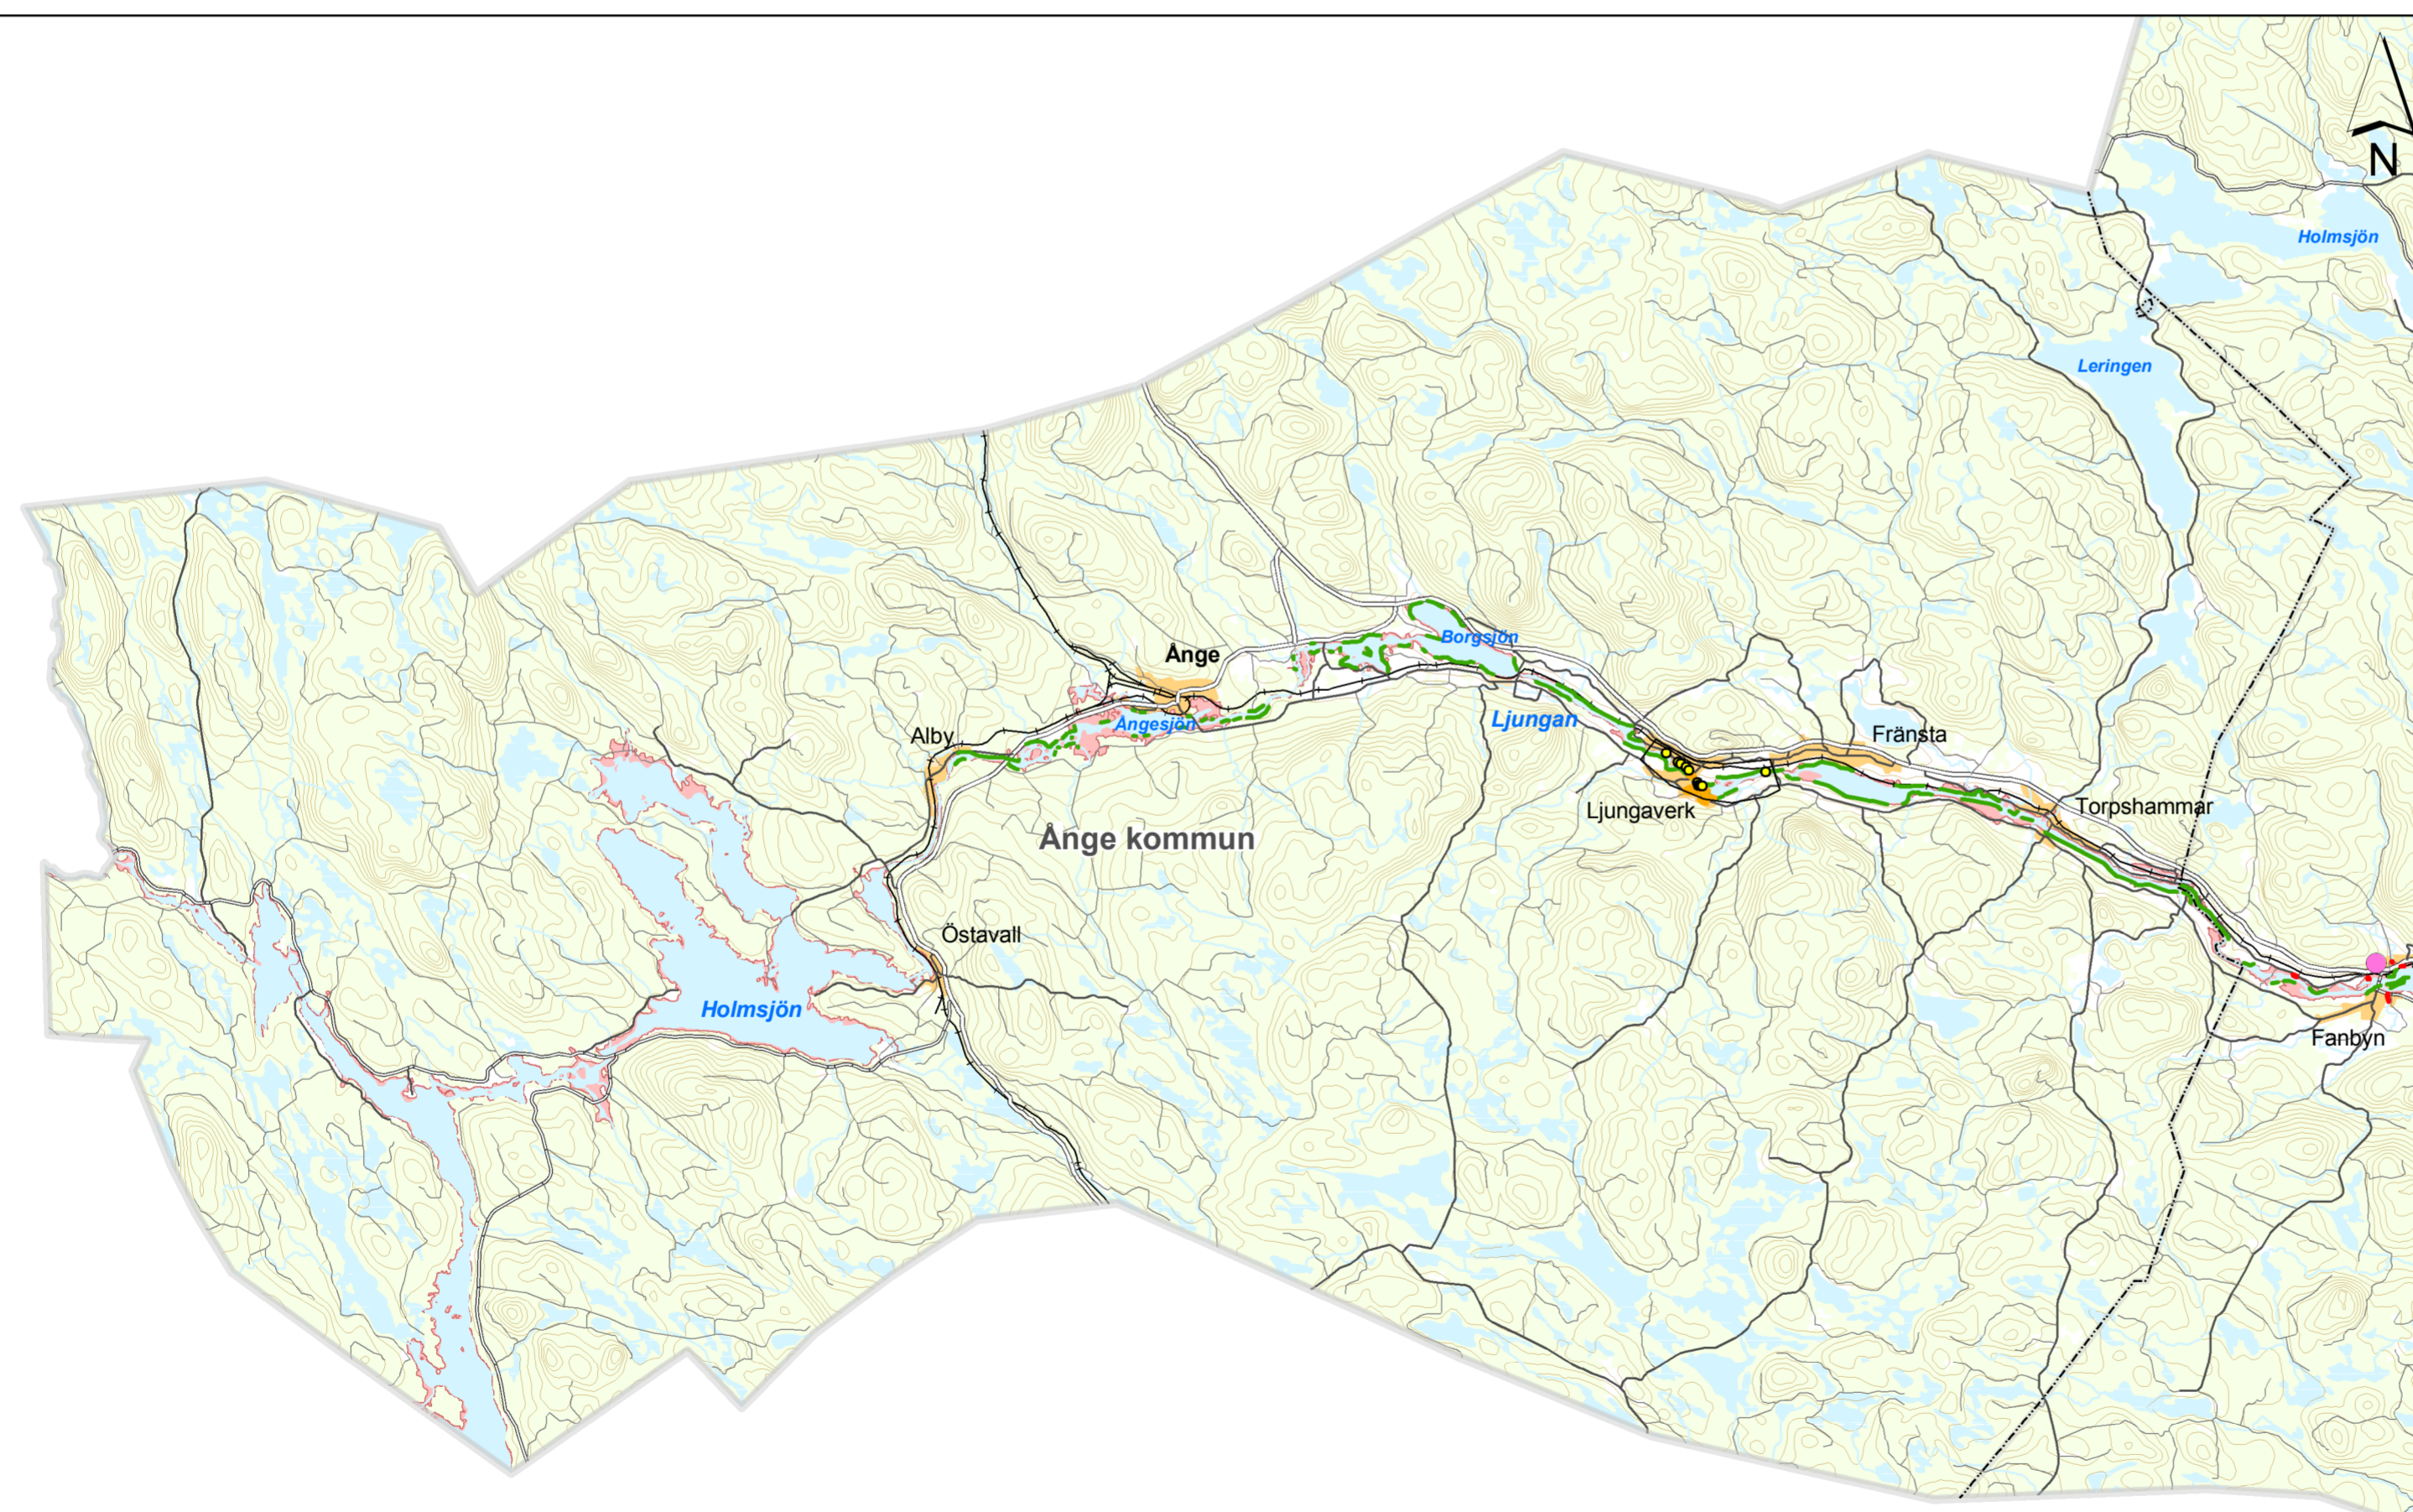 N
Holmsjön
Leringen
Borgsjön
Ånge
Ljungan
Ångesjön
Fränsta
Alby
Torpshammar
Ljungaverk
Ånge kommun
Östavall
Holmsjön
Fanbyn